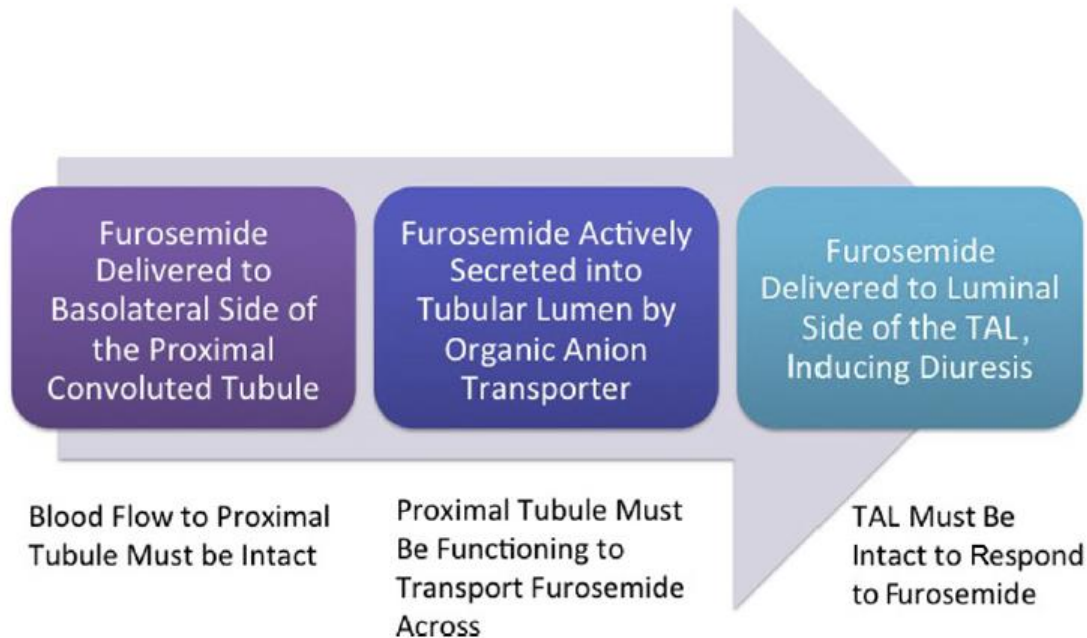 Furosemide
Delivered to
Basolateral Side of
the Proximal
Convoluted Tubule
Furosemide Actively
Secreted into
Tubular Lumen by
Organic Anion
Transporter
Furosemide
Delivered to Luminal
Side of the TAL,
Inducing Diuresis
Blood Flow to Proximal
Tubule Must be Intact
Proximal Tubule Must
Be Functioning to
Transport Furosemide
Across
TAL Must Be
Intact to Respond
to Furosemide